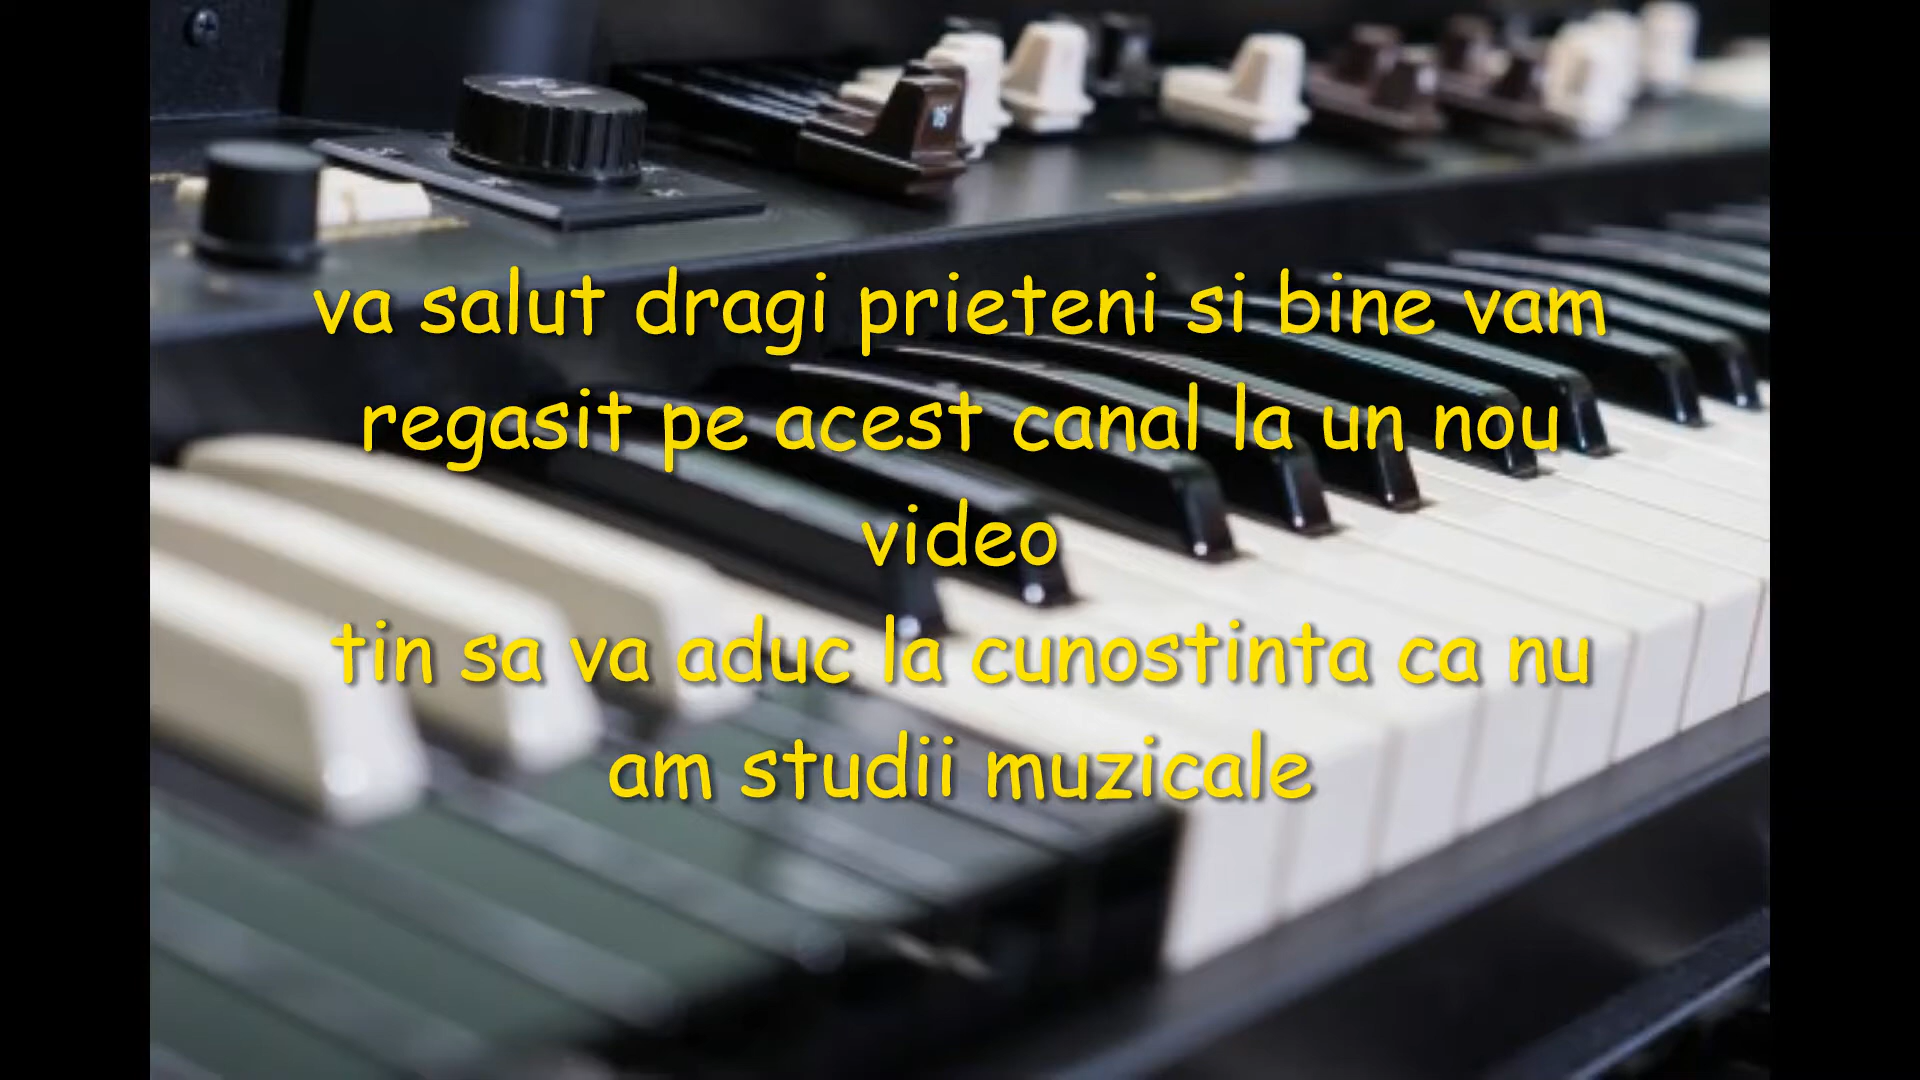 va salut dragi prieteni si bine vam
regasit pe acest canal la un nou
video
tin sa va aduc la cunostinta ca nu
am studii muzicale